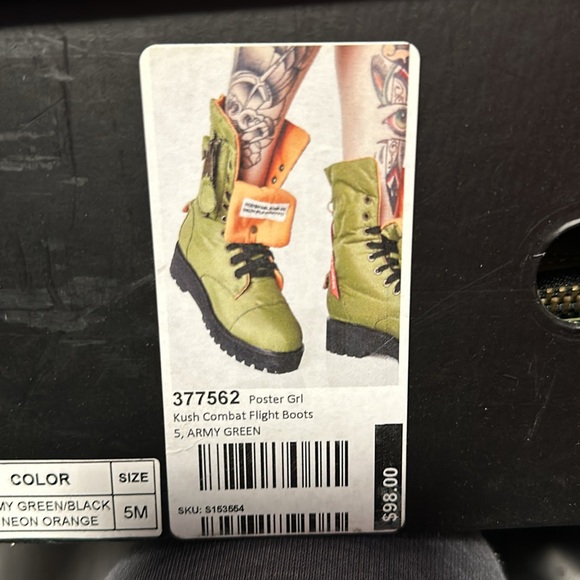 377562 Poster Grl
Kush Combat Flight Boots
5, ARMY GREEN
$98.00
SKU: S153554
COLOR SIZE
MY GREEN/BLACK
NEON ORANGE
5M